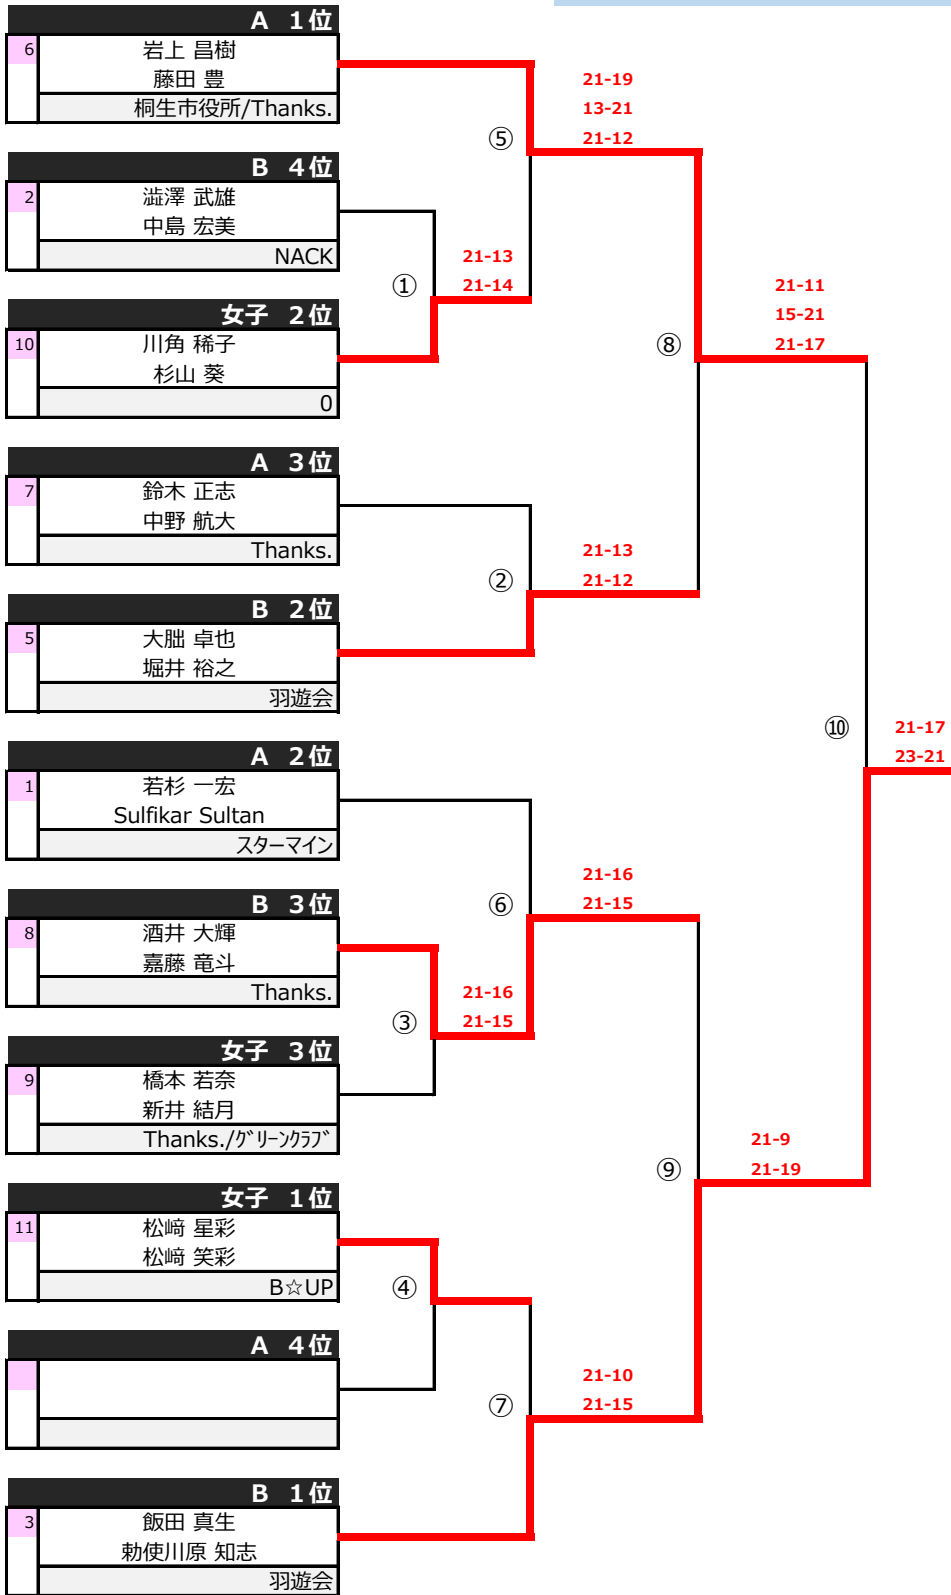 A 1位
6
岩上 昌樹
藤田 豊
桐生市役所/Thanks.
B 4位
2
澁澤 武雄
中島 宏美
NACK
女子 2位
10
川角 稀子
杉山 葵
0
A 3位
7
鈴木 正志
中野 航大
Thanks.
B 2位
5
大朏 卓也
堀井 裕之
羽遊会
A 2位
1
若杉 一宏
Sulfikar Sultan
スターマイン
B 3位
8
酒井 大輝
嘉藤 竜斗
Thanks.
女子 3位
9
橋本 若奈
新井 結月
Thanks./ｸﾞﾘｰﾝｸﾗﾌﾞ
女子 1位
11
松﨑 星彩
松﨑 笑彩
B☆UP
A 4位
B 1位
3
飯田 真生
勅使川原 知志
羽遊会
①
21-13
21-14
③
21-16
21-15
④
⑤
21-19
13-21
21-12
②
21-13
21-12
⑥
21-16
21-15
⑦
21-10
21-15
⑧
21-11
15-21
21-17
⑨
21-9
21-19
⑩
21-17
23-21